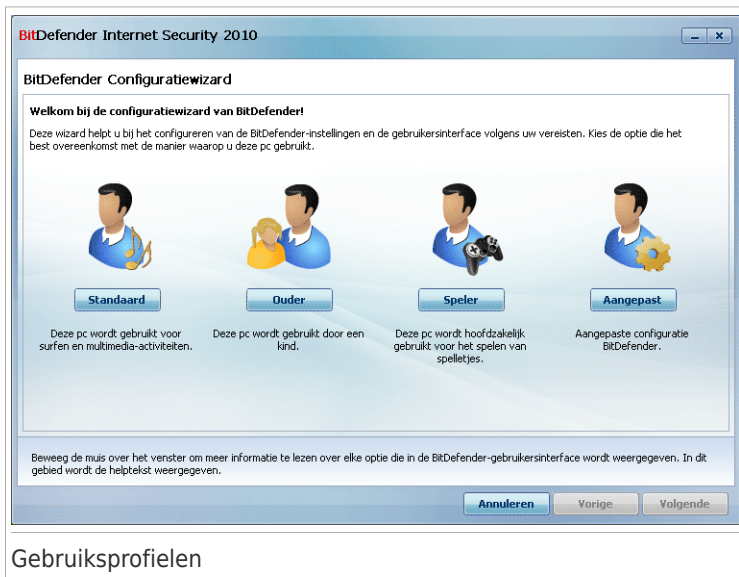 BitDefender Internet Security 2010
BitDefender Configuratiewizard
Welkom bij de configuratiewizard van BitDefender!
Deze wizard helpt u bij het configureren van de BitDefender-instellingen en de gebruikersinterface volgens uw vereisten. Kies de optie die het
best overeenkomst met de manier waarop u deze pc gebruikt.
Standaard
Ouder
Speler
Aangepast
Deze pc wordt gebruikt voor
surfen en multimedia-activiteiten.
Deze pc wordt gebruikt door een
kind.
Deze pc wordt hoofdzakelijk
gebruikt voor het spelen van
spelletjes.
Aangepaste configuratie
BitDefender.
Beweeg de muis over het venster om meer informatie te lezen over elke optie die in de BitDefender-gebruikersinterface wordt weergegeven. In dit
gebied wordt de helptekst weergegeven.
Annuleren
Vorige
Volgende
Gebruiksprofielen